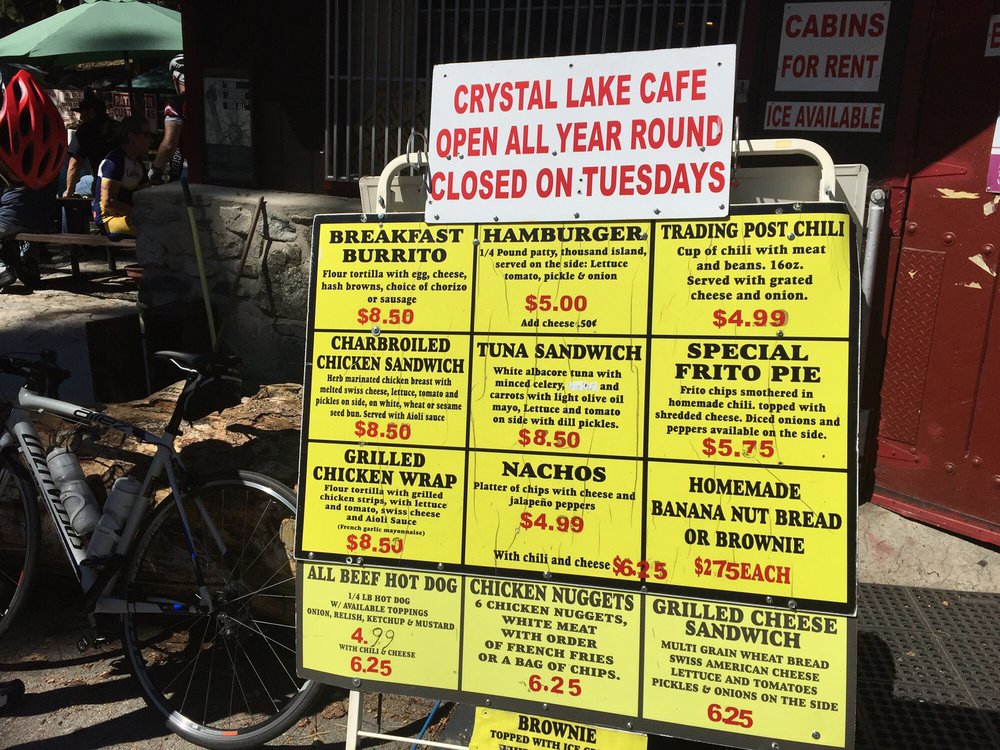 CABINS
FOR RENT
ICE AVAILABLE
CRYSTAL LAKE CAFE
OPEN ALL YEAR ROUND
CLOSED ON TUESDAYS
BREAKFAST
BURRITO
Flour tortilla with egg, cheese,
hash browns, choice of chorizo
or sausage
$8.50
HAMBURGER
1/4 Pound patty, thousand island,
served on the side: Lettuce
tomato, pickle & onion
$5.00
Add cheese .50¢
TRADING POST CHILI
Cup of chili with meat
and beans. 16oz.
Served with grated
cheese and onion.
$4.99
CHARBROILED
CHICKEN SANDWICH
Herb marinated chicken breast with
melted swiss cheese, lettuce, tomato and
pickles on side, on white, wheat or sesame
seed bun. Served with Aioli sauce
$8.50
TUNA SANDWICH
White albacore tuna with
minced celery, and
carrots with light olive oil
mayo, Lettuce and tomato
on side with dill pickles.
$8.50
SPECIAL
FRITO PIE
Frito chips smothered in
homemade chili. topped with
shredded cheese. Diced onions and
peppers available on the side.
$5.75
GRILLED
CHICKEN WRAP
Flour tortilla with grilled
chicken strips, with lettuce
and tomato, swiss cheese
and Aioli Sauce
(French garlic mayonnaise)
$8.50
NACHOS
Platter of chips with cheese and
jalapeño peppers
$4.99
With chili and cheese $6.25
HOMEMADE
BANANA NUT BREAD
OR BROWNIE
$275EACH
ALL BEEF HOT DOG
1/4 LB HOT DOG
W/ AVAILABLE TOPPINGS
ONION, RELISH, KETCHUP & MUSTARD
4.99
WITH CHILI & CHEESE
6.25
CHICKEN NUGGETS
6 CHICKEN NUGGETS,
WHITE MEAT
WITH ORDER
OF FRENCH FRIES
OR A BAG OF CHIPS.
6.25
GRILLED CHEESE
SANDWICH
MULTI GRAIN WHEAT BREAD
SWISS AMERICAN CHEESE
LETTUCE AND TOMATOES
PICKLES & ONIONS ON THE SIDE
6.25
BROWNIE
TOPPED WITH ICE